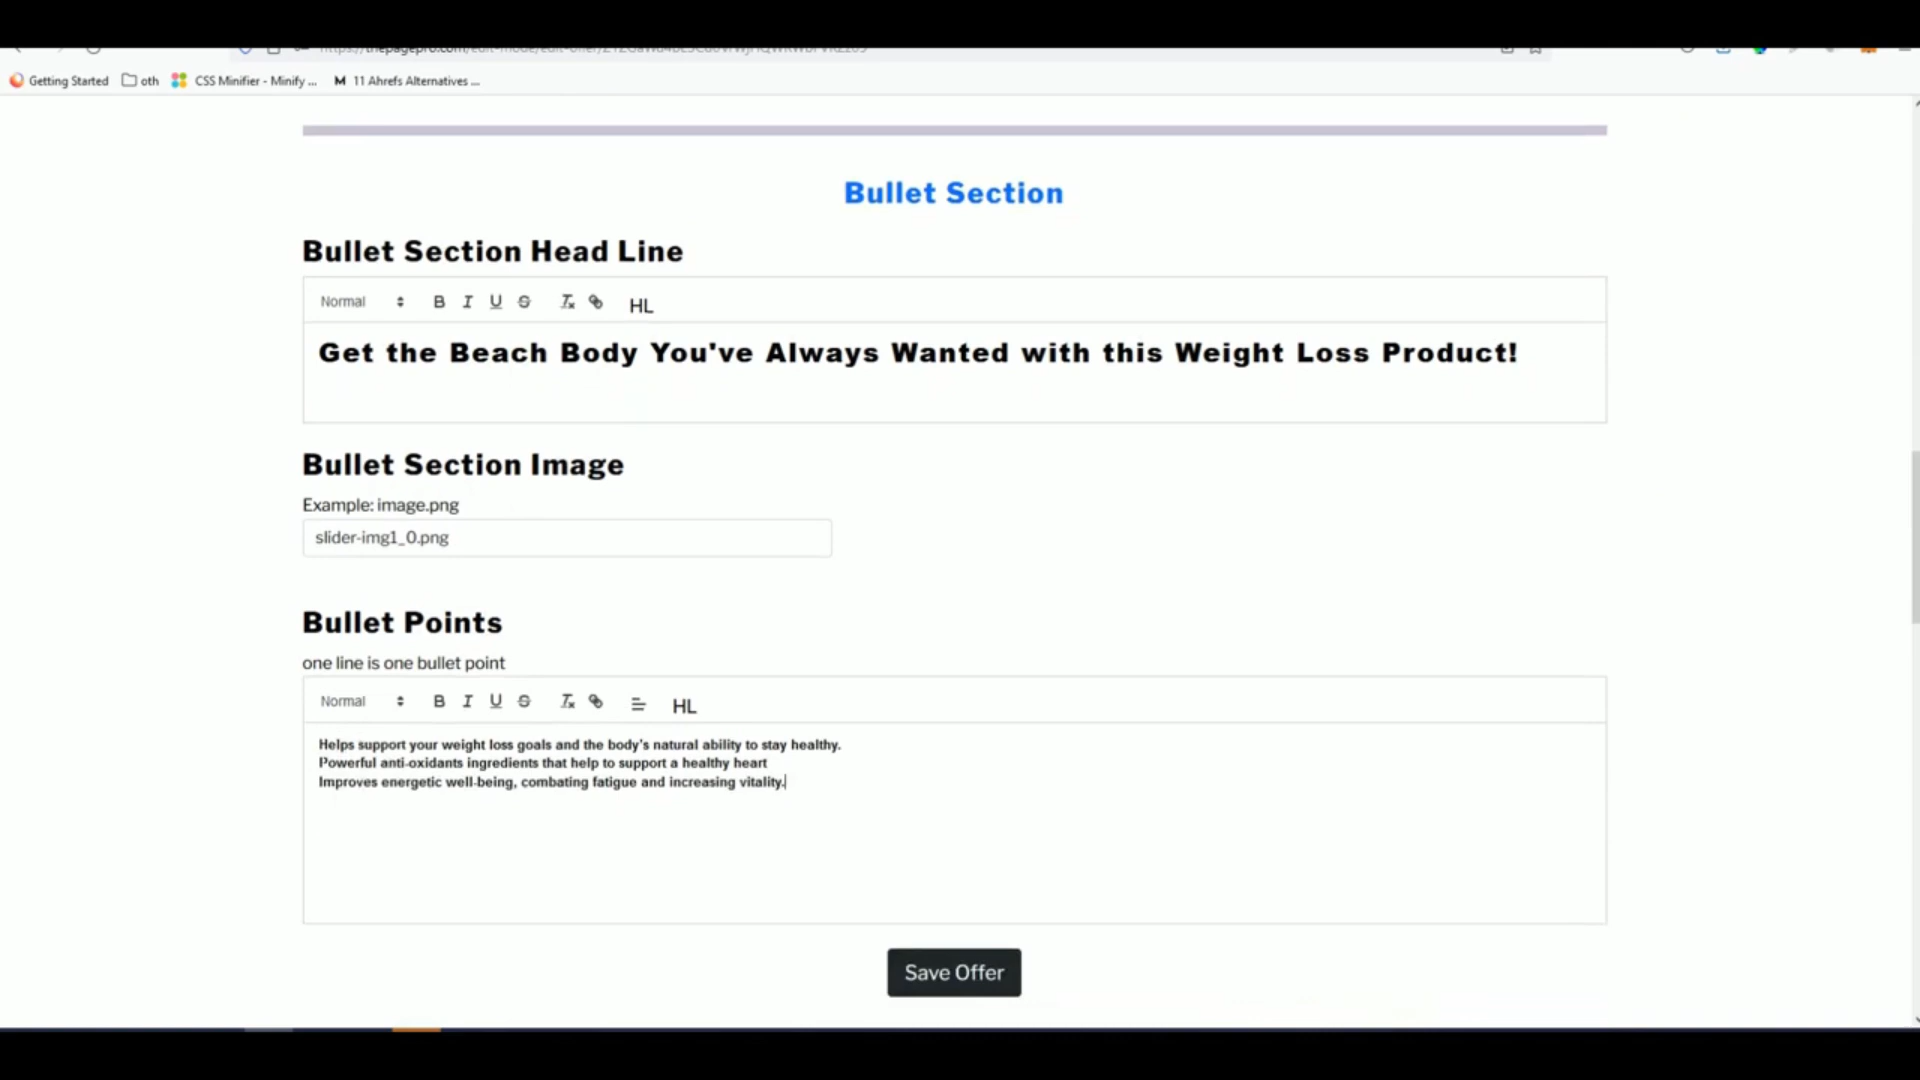 Getting Started oth CSS Minifier - Minify ... M 11 Ahrefs Alternatives ...
Bullet Section
Bullet Section Head Line
Normal B I U S Tx HL
Get the Beach Body You've Always Wanted with this Weight Loss Product!
Bullet Section Image
Example: image.png
slider-img1_0.png
Bullet Points
one line is one bullet point
Normal B I U S Tx HL
Helps support your weight loss goals and the body's natural ability to stay healthy.
Powerful anti-oxidants ingredients that help to support a healthy heart
Improves energetic well-being, combating fatigue and increasing vitality.
Save Offer